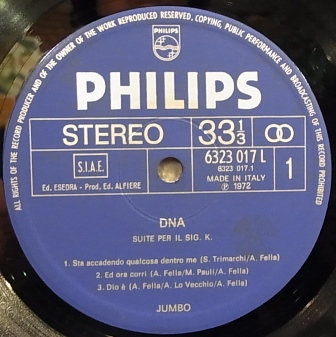 ALL RIGHTS OF THE RECORD PRODUCER AND OF THE OWNER OF THE WORK REPRODUCED RESERVED. COPYING, PUBLIC PERFORMANCE AND BROADCASTING OF THIS RECORD PROHIBITED
PHILIPS
PHILIPS
STEREO 33 1/3
S.I.A.E.
6323 017 L
6323 017.1
MADE IN ITALY
Ⓟ 1972
1
Ed. ESEDRA - Prod. Ed. ALFIERE
DNA
SUITE PER IL SIG. K.
1. Sta accadendo qualcosa dentro me (S. Trimarchi/A. Fella)
2. Ed ora corri (A. Fella/M. Pauli/A. Fella)
3. Dio è (A. Fella/A. Lo Vecchio/A. Fella)
JUMBO